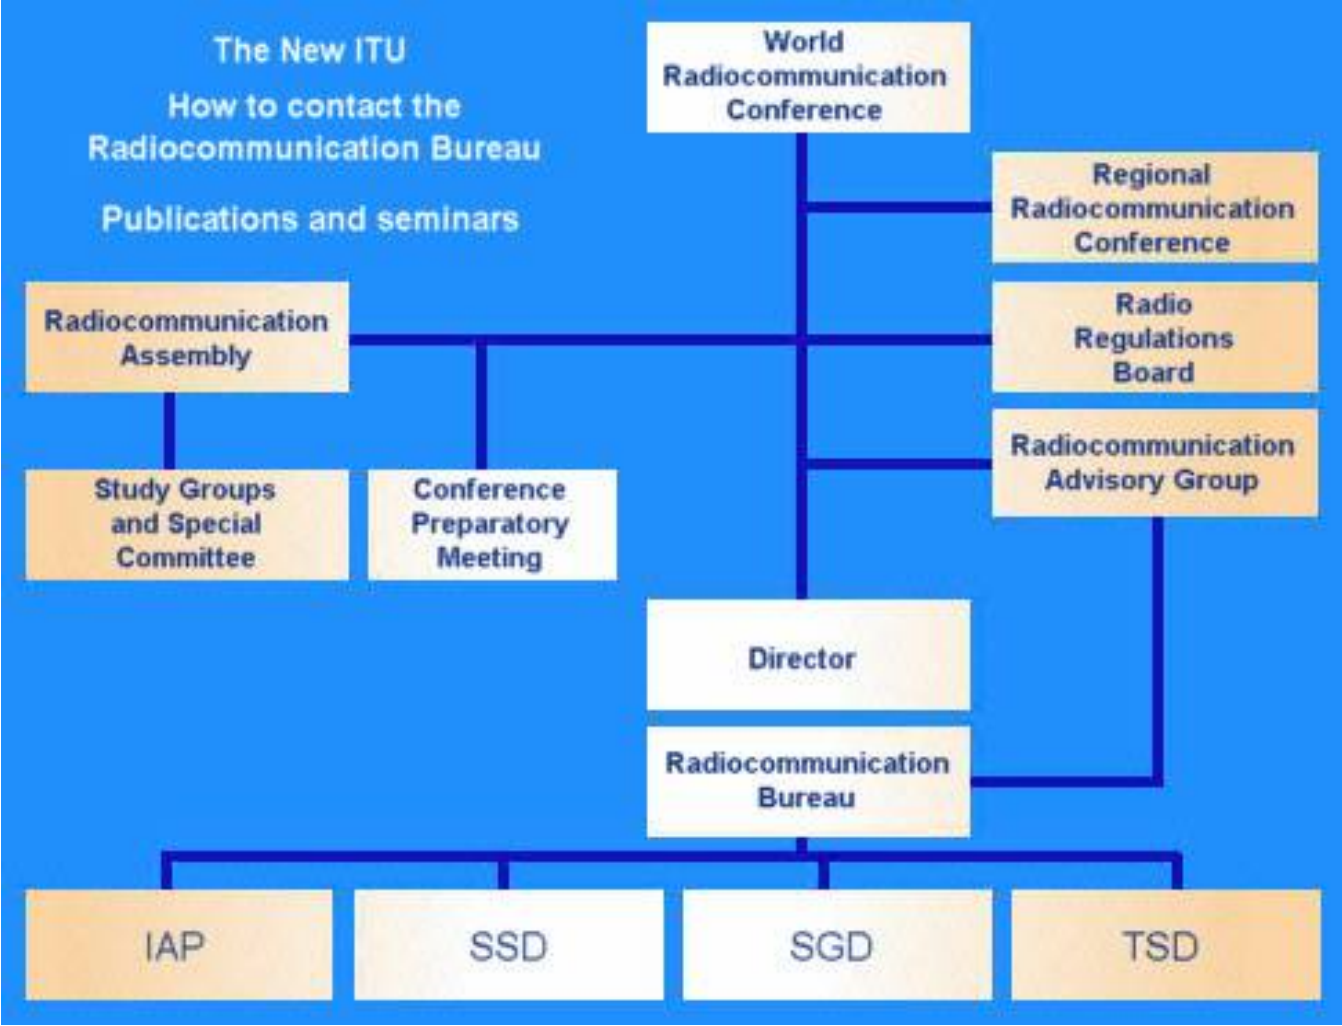 The New ITU
How to contact the
Radiocommunication Bureau
Publications and seminars
World
Radiocommunication
Conference
Regional
Radiocommunication
Conference
Radiocommunication
Assembly
Radio
Regulations
Board
Radiocommunication
Advisory Group
Study Groups
and Special
Committee
Conference
Preparatory
Meeting
Director
Radiocommunication
Bureau
IAP
SSD
SGD
TSD